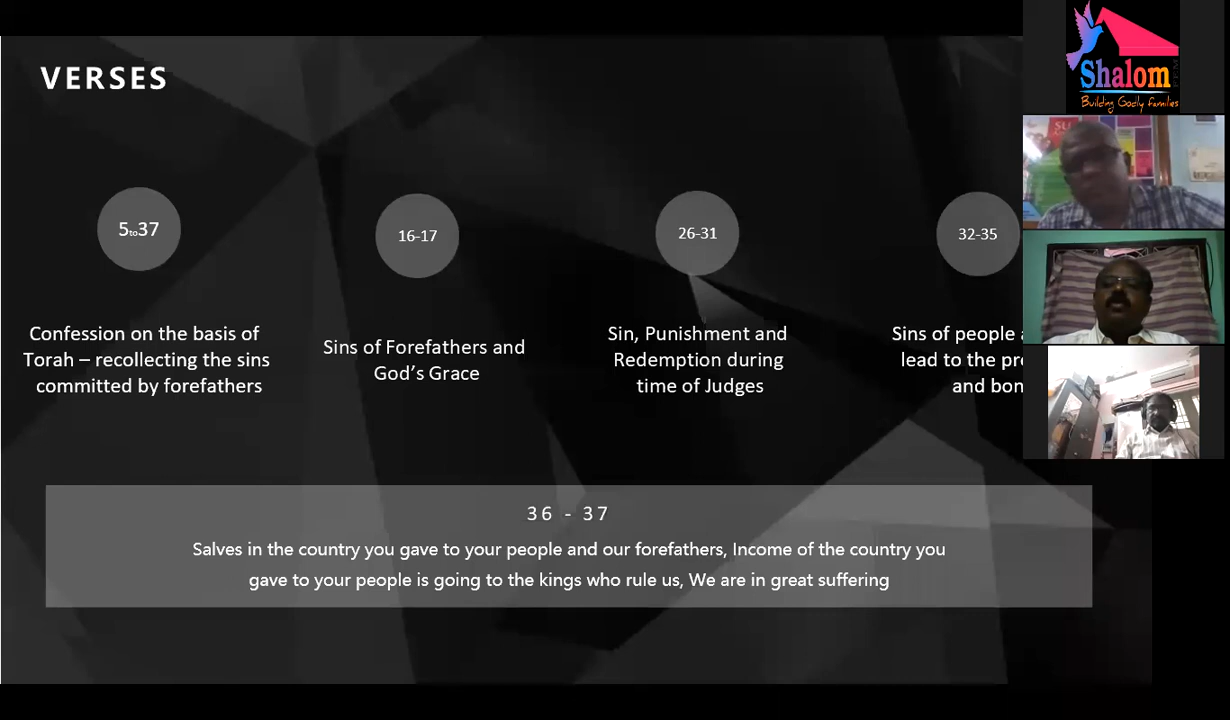 VERSES
Shalom
Building Godly families
5to37
16-17
26-31
32-35
Confession on the basis of
Torah – recollecting the sins
committed by forefathers
Sins of Forefathers and
God's Grace
Sin, Punishment and
Redemption during
time of Judges
Sins of people
lead to the
and
36 - 37
Salves in the country you gave to your people and our forefathers, Income of the country you
gave to your people is going to the kings who rule us, We are in great suffering